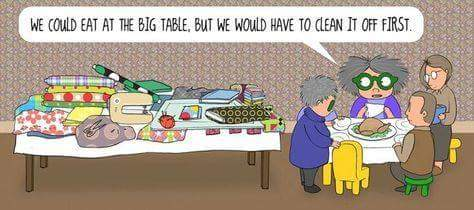 WE COULD EAT AT THE BIG TABLE, BUT WE WOULD HAVE TO CLEAN IT OFF FIRST.